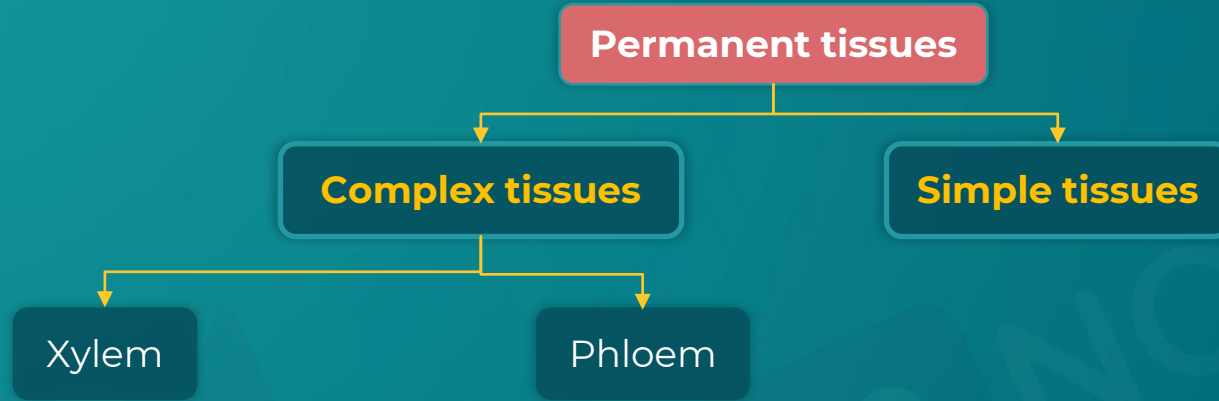 Permanent tissues
Complex tissues
Simple tissues
Xylem
Phloem